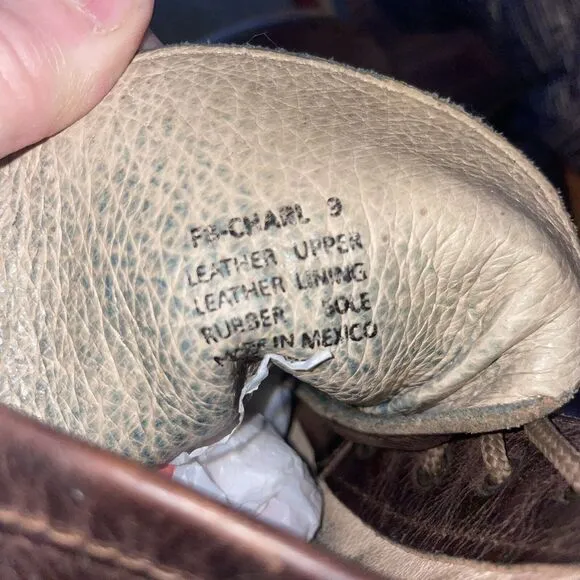 FB-CHARL 9
LEATHER UPPER
LEATHER LINING
RUBBER SOLE
MADE IN MEXICO